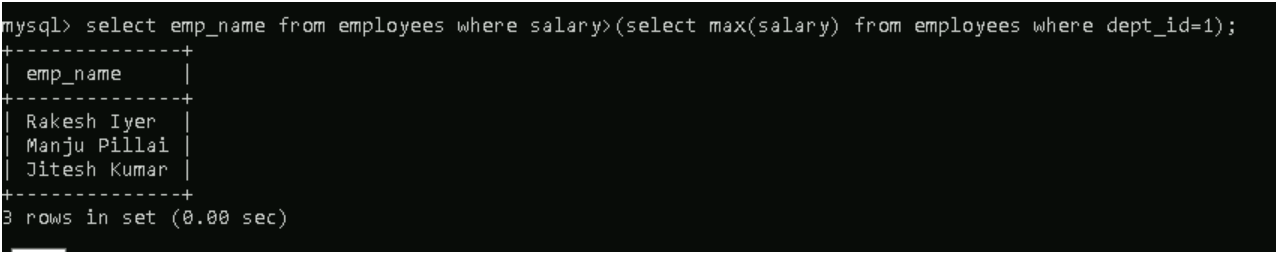 mysql> select emp_name from employees where salary>(select max(salary) from employees where dept_id=1);
+--------------+
| emp_name     |
+--------------+
| Rakesh Iyer  |
| Manju Pillai |
| Jitesh Kumar |
+--------------+
3 rows in set (0.00 sec)